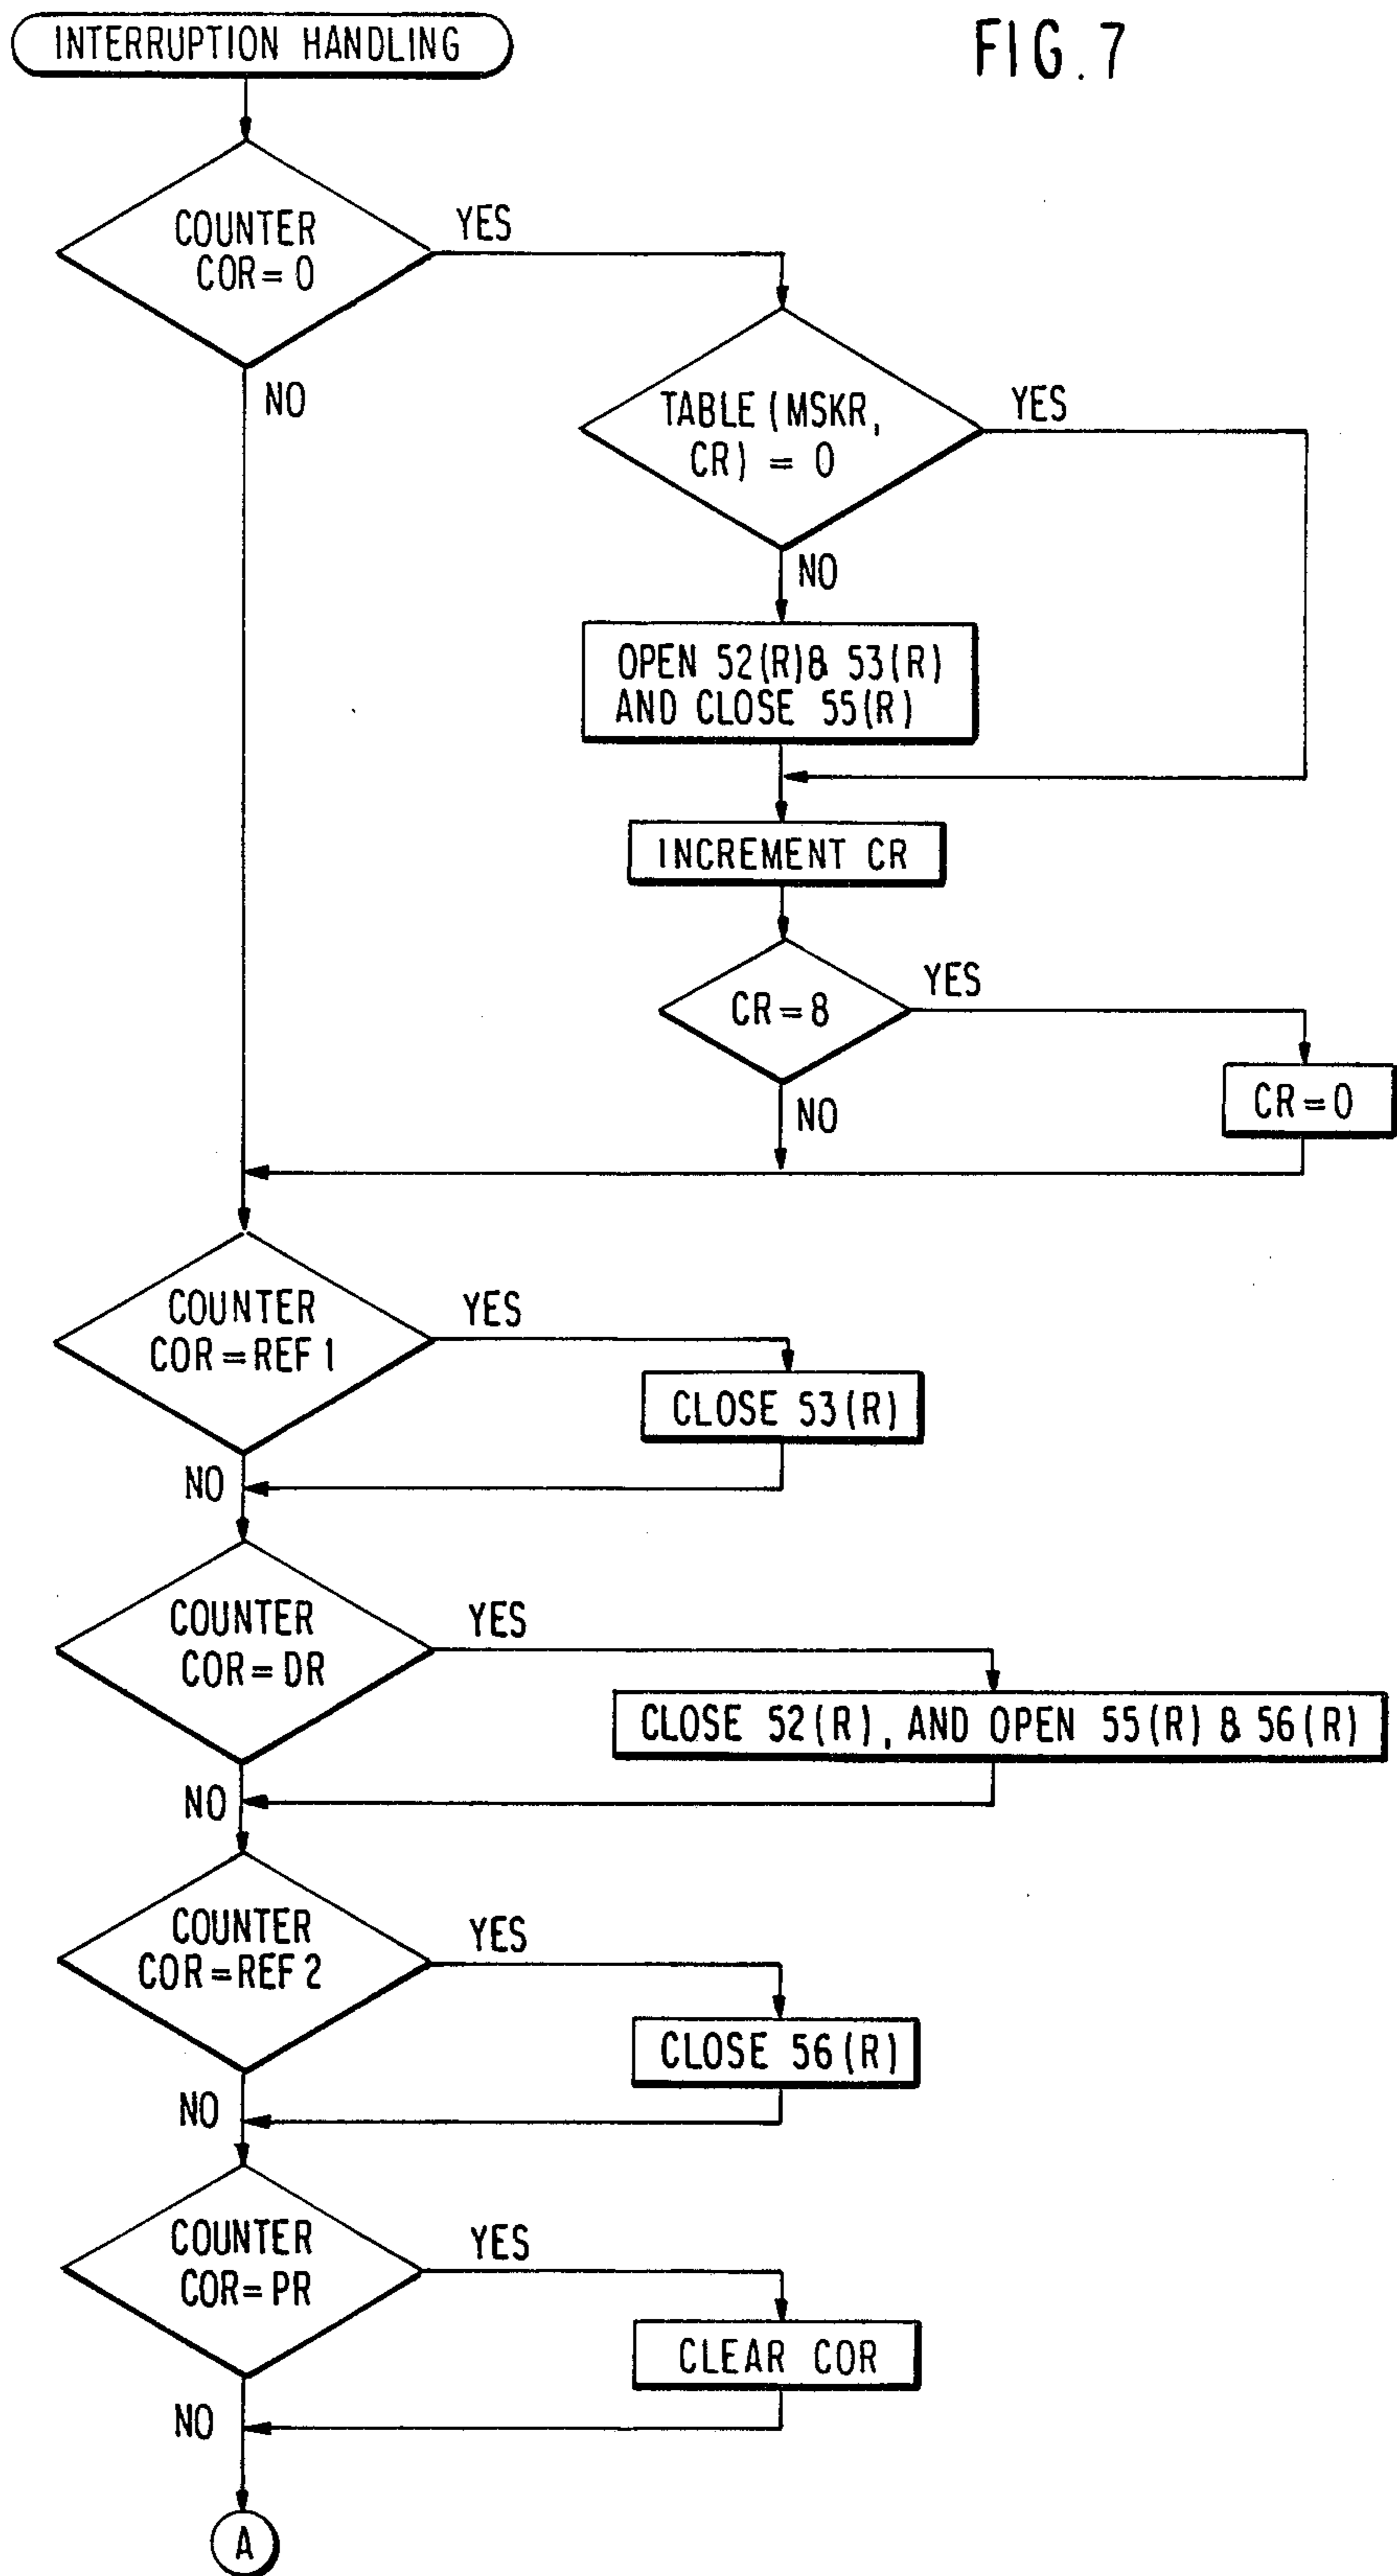 INTERRUPTION HANDLING
FIG. 7
COUNTER
COR = 0
YES
NO
TABLE (MSKR,
CR) = 0
YES
NO
OPEN 52(R)& 53(R)
AND CLOSE 55(R)
INCREMENT CR
CR = 8
YES
NO
CR = 0
COUNTER
COR = REF 1
YES
CLOSE 53(R)
NO
COUNTER
COR = DR
YES
CLOSE 52(R), AND OPEN 55(R) & 56(R)
NO
COUNTER
COR = REF 2
YES
CLOSE 56(R)
NO
COUNTER
COR = PR
YES
CLEAR COR
NO
A